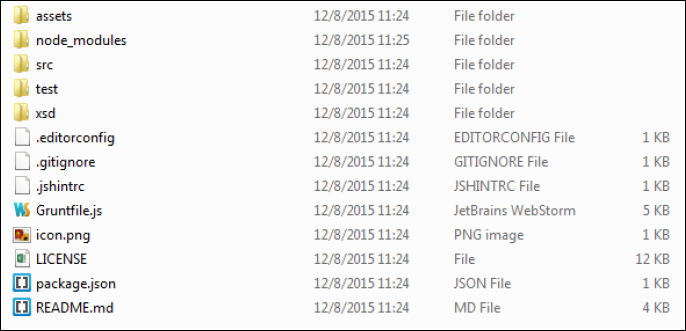 assets 12/8/2015 11:24 File folder
node_modules 12/8/2015 11:25 File folder
src 12/8/2015 11:24 File folder
test 12/8/2015 11:24 File folder
xsd 12/8/2015 11:24 File folder
.editorconfig 12/8/2015 11:24 EDITORCONFIG File 1 KB
.gitignore 12/8/2015 11:24 GITIGNORE File 1 KB
.jshintrc 12/8/2015 11:24 JSHINTRC File 1 KB
Gruntfile.js 12/8/2015 11:24 JetBrains WebStorm 5 KB
icon.png 12/8/2015 11:24 PNG image 1 KB
LICENSE 12/8/2015 11:24 File 12 KB
package.json 12/8/2015 11:24 JSON File 1 KB
README.md 12/8/2015 11:24 MD File 4 KB